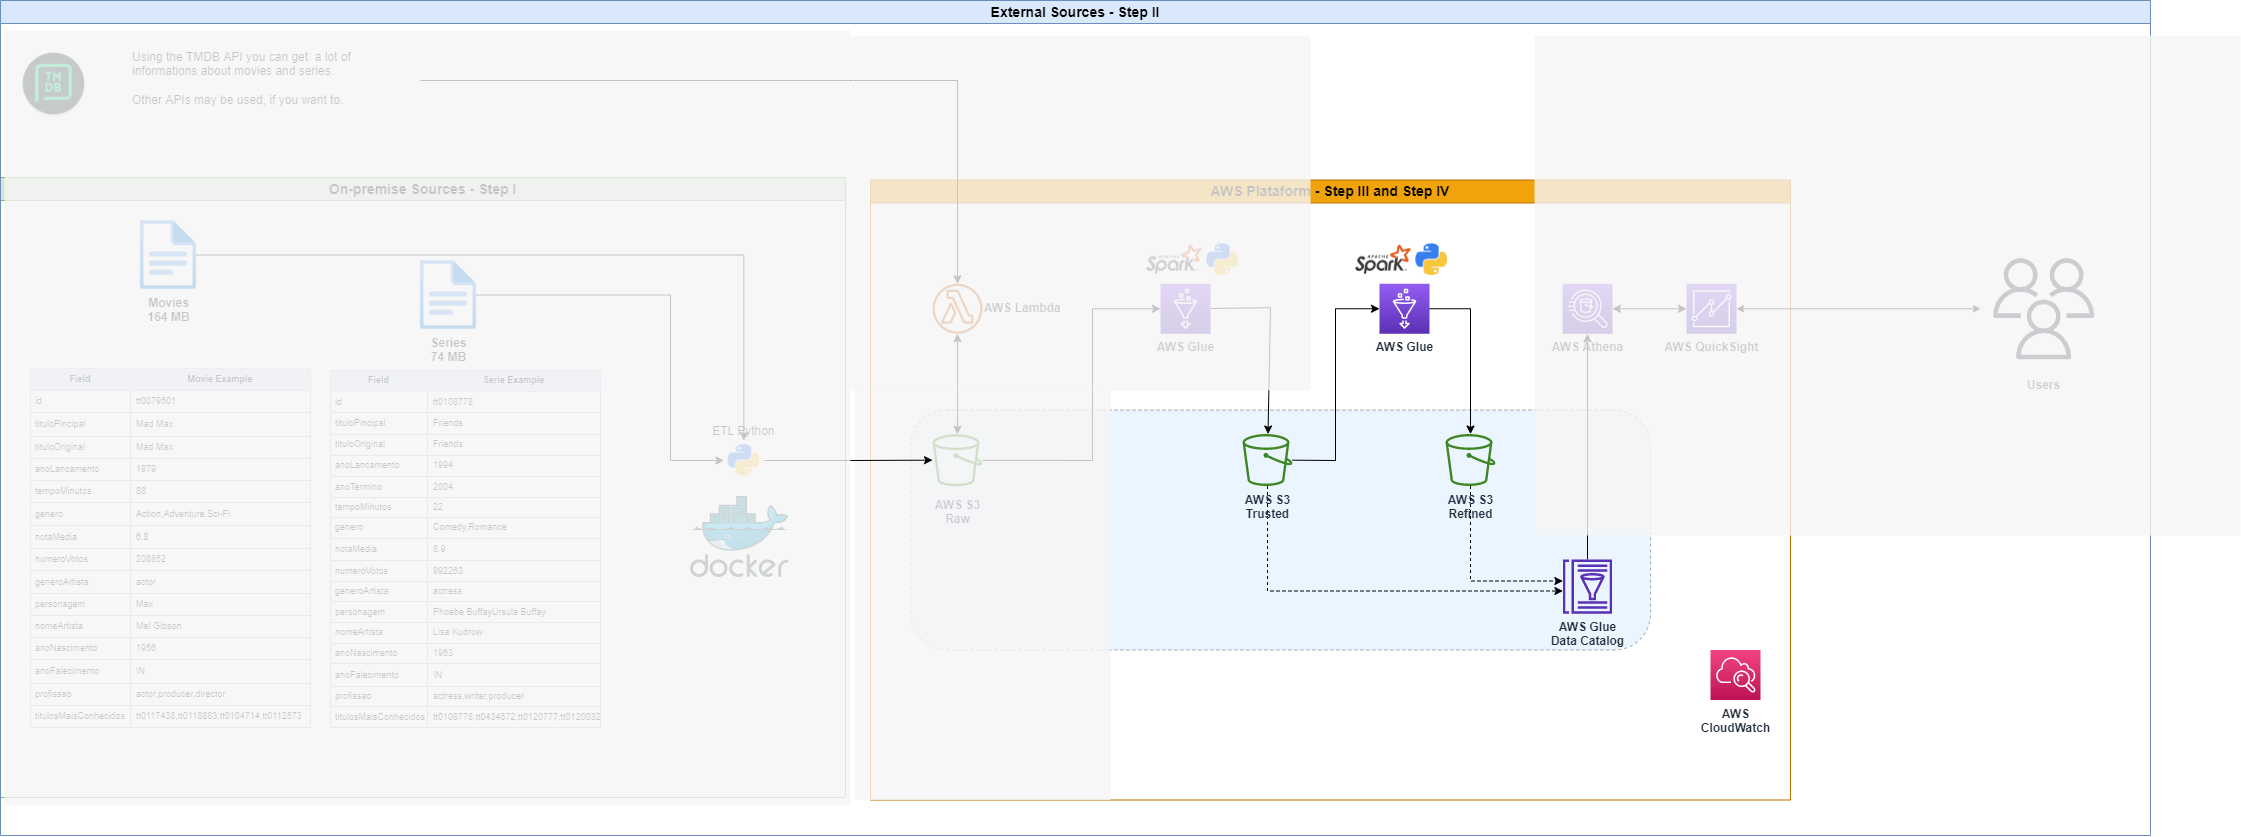 External Sources - Step II
TM
DB
Using the TMDB API you can get  a lot of
informations about movies and series.
Other APIs may be used, if you want to.
On-premise Sources - Step I
Movies
164 MB
Series
74 MB
Field Movie Example
id tt0079501
tituloPincipal Mad Max
tituloOriginal Mad Max
anoLancamento 1979
tempoMinutos 88
genero Action,Adventure,Sci-Fi
notaMedia 6.8
numeroVotos 208852
generoArtista actor
personagem Max
nomeArtista Mel Gibson
anoNascimento 1956
anoFalecimento \N
profissao actor,producer,director
titulosMaisConhecidos tt0117438,tt0118883,tt0104714,tt0112573
Field Serie Example
id tt0108778
tituloPincipal Friends
tituloOriginal Friends
anoLancamento 1994
anoTermino 2004
tempoMinutos 22
genero Comedy,Romance
notaMedia 8.9
numeroVotos 992263
generoArtista actress
personagem Phoebe BuffayUrsula Buffay
nomeArtista Lisa Kudrow
anoNascimento 1963
anoFalecimento \N
profissao actress,writer,producer
titulosMaisConhecidos tt0108778,tt0434672,tt0120777,tt0120032
ETL Python
docker
AWS Plataform - Step III and Step IV
AWS Lambda
APACHE
Spark
AWS Glue
APACHE
Spark
AWS Glue
AWS Athena
AWS QuickSight
Users
AWS S3
Raw
AWS S3
Trusted
AWS S3
Refined
AWS Glue
Data Catalog
AWS
CloudWatch